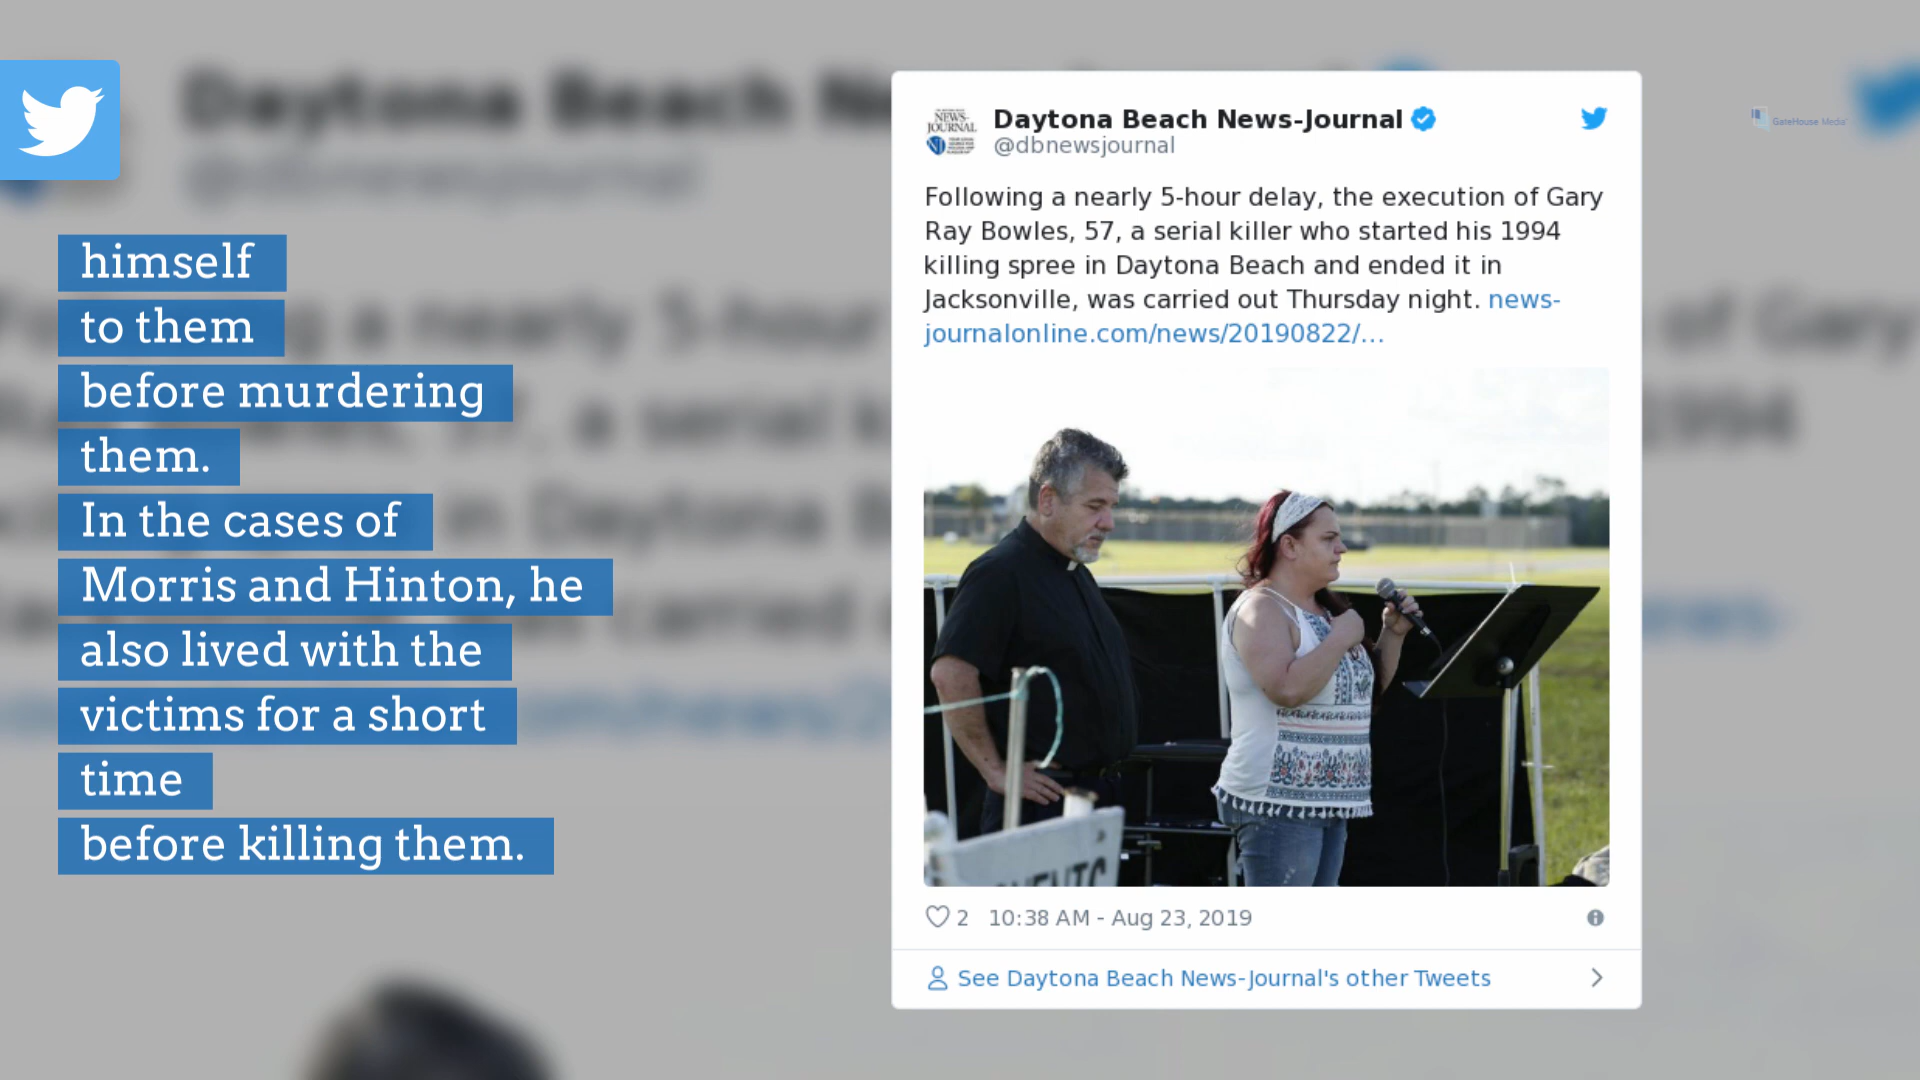 himself
to them
before murdering
them.
In the cases of
Morris and Hinton, he
also lived with the
victims for a short
time
before killing them.
NEWS-
JOURNAL
Daytona Beach News-Journal
@dbnewsjournal
Following a nearly 5-hour delay, the execution of Gary
Ray Bowles, 57, a serial killer who started his 1994
killing spree in Daytona Beach and ended it in
Jacksonville, was carried out Thursday night. news-
journalonline.com/news/20190822/...
2 10:38 AM - Aug 23, 2019
See Daytona Beach News-Journal's other Tweets
GateHouse Media